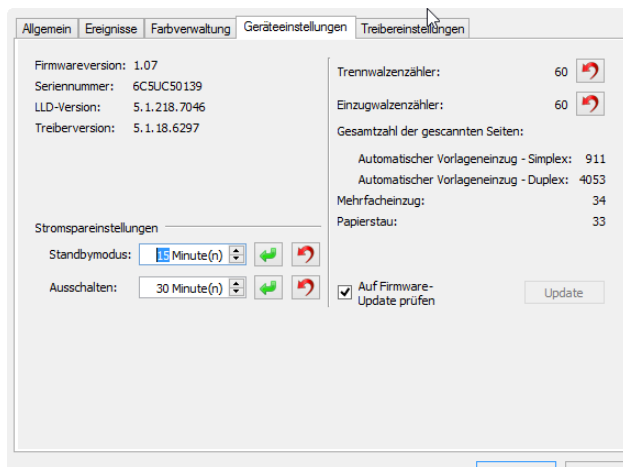 Allgemein Ereignisse Farbverwaltung Geräteeinstellungen Treibereinstellungen
Firmwareversion: 1.07
Seriennummer: 6C5UC50139
LLD-Version: 5.1.218.7046
Treiberversion: 5.1.18.6297
Stromspareinstellungen
Standbymodus: 15 Minute(n)
Ausschalten: 30 Minute(n)
Trennwalzenzähler: 60
Einzugwalzenzähler: 60
Gesamtzahl der gescannten Seiten:
Automatischer Vorlageneinzug - Simplex: 911
Automatischer Vorlageneinzug - Duplex: 4053
Mehrfacheinzug: 34
Papierstau: 33
Auf Firmware-
Update prüfen
Update